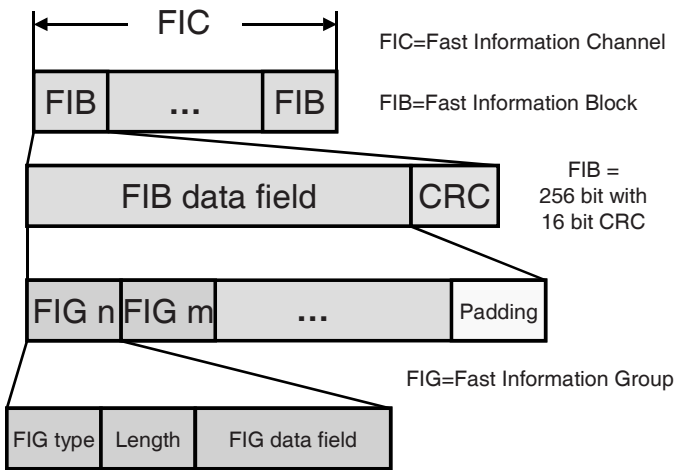 FIC
FIC=Fast Information Channel
FIB ... FIB
FIB=Fast Information Block
FIB data field CRC
FIB =
256 bit with
16 bit CRC
FIG n FIG m ... Padding
FIG=Fast Information Group
FIG type Length FIG data field